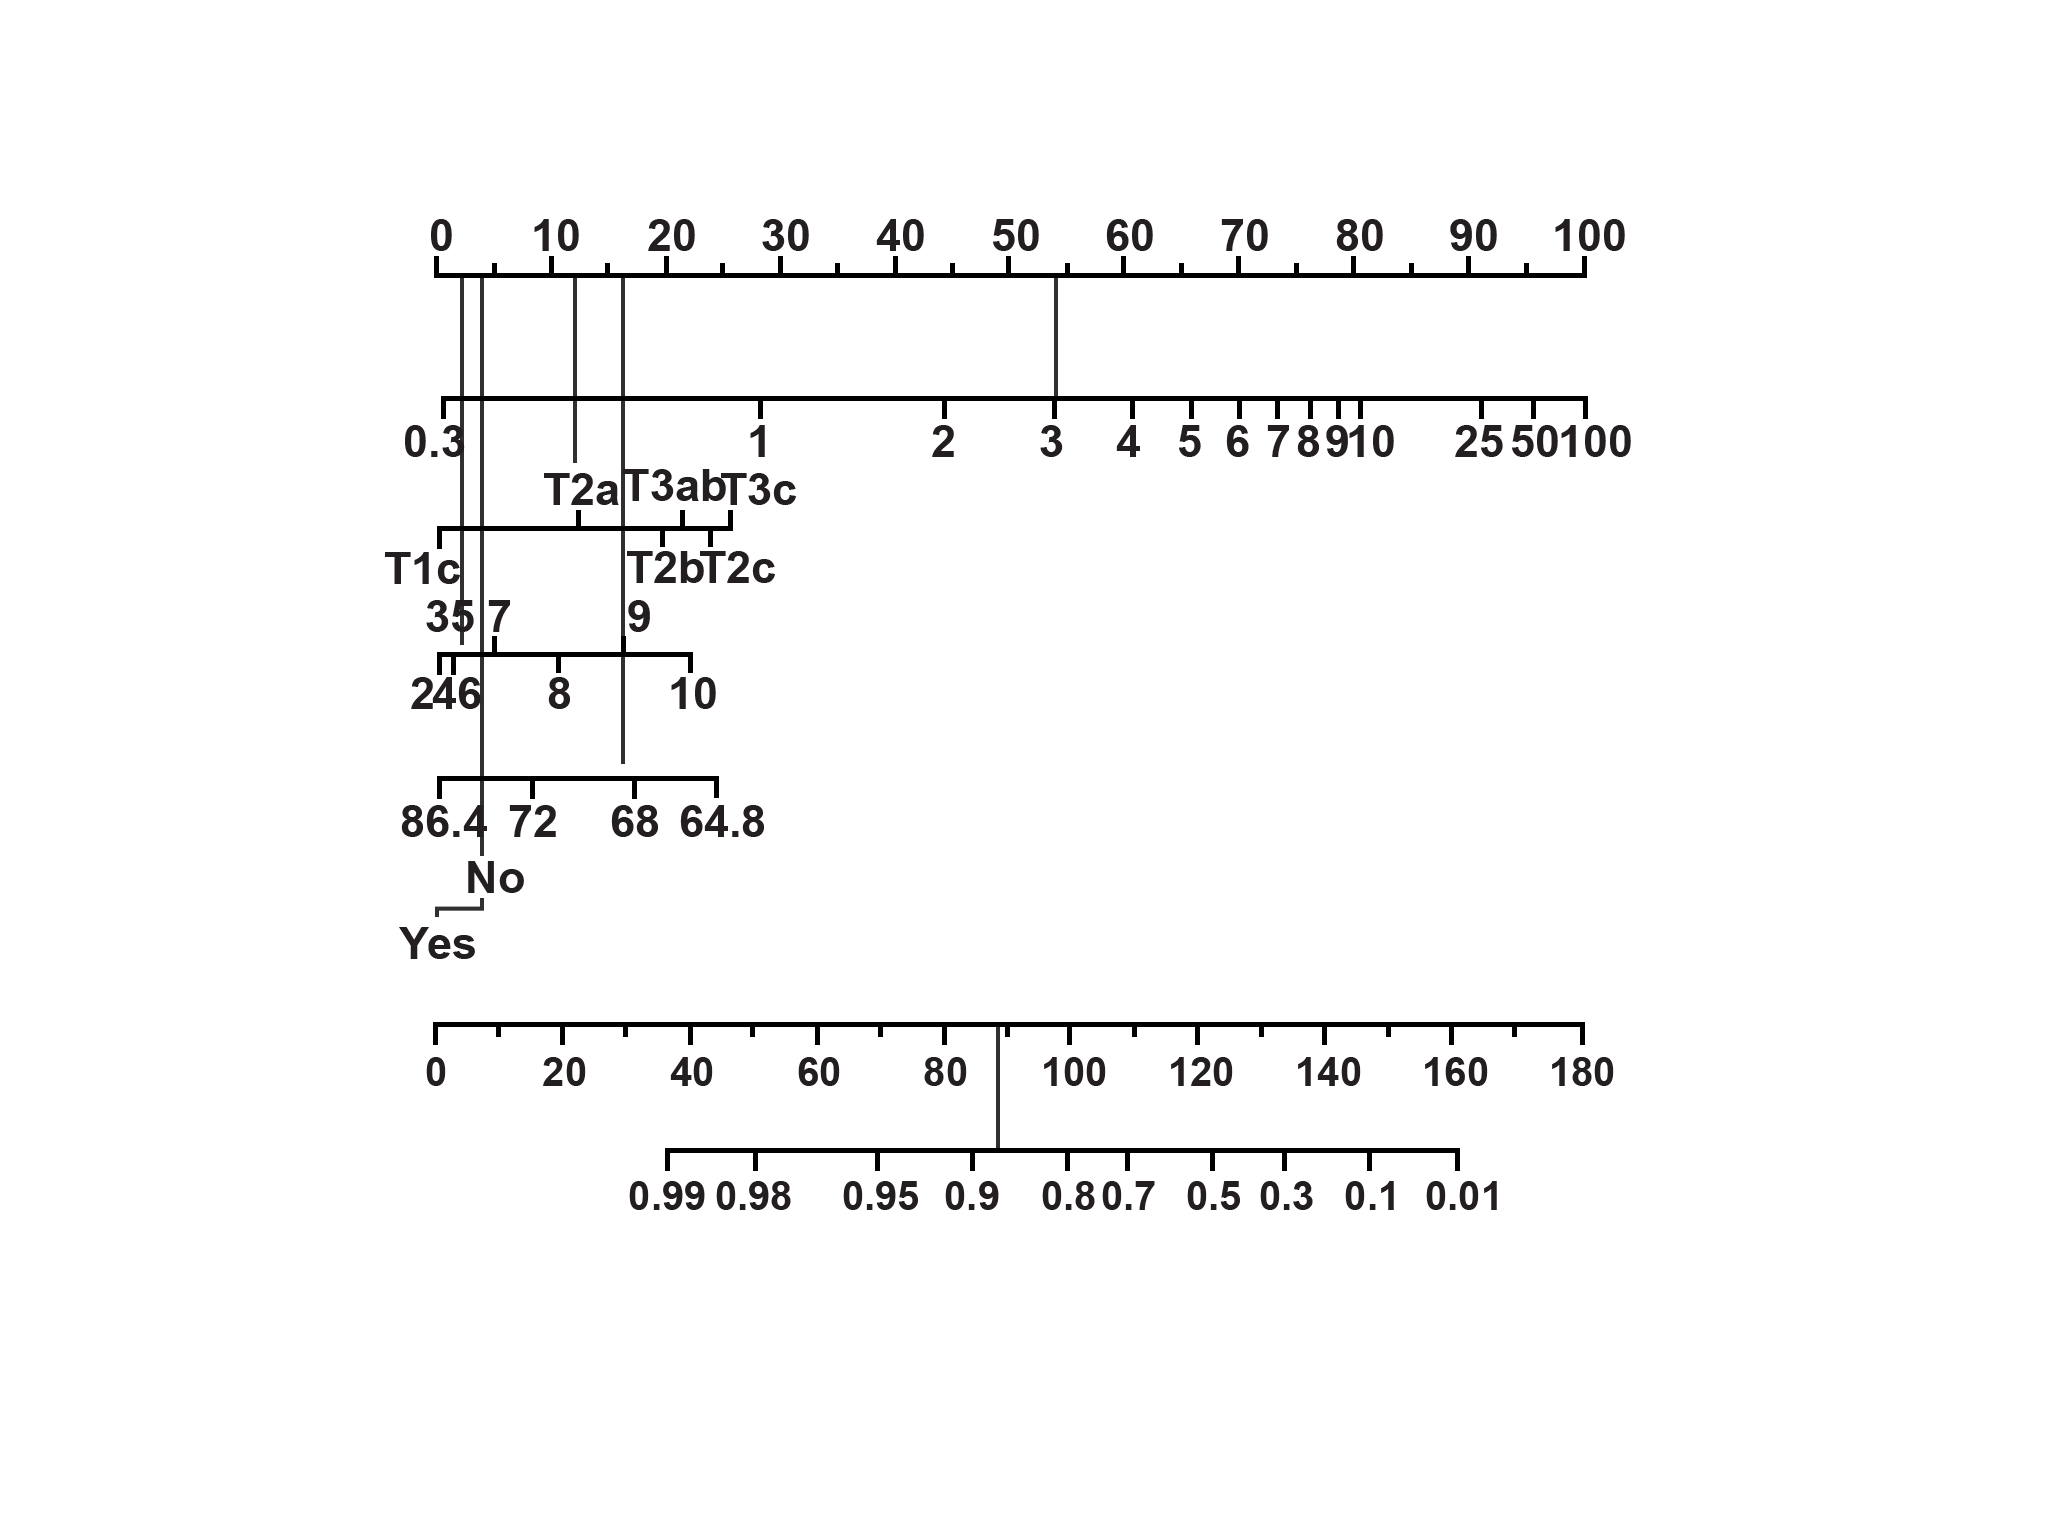 0 10 20 30 40 50 60 70 80 90 100
0.3 1 2 3 4 5 6 7 8 9 10 25 50 100
T2a T3ab T3c
T1c T2b T2c
3 5 7 9
2 4 6 8 10
86.4 72 68 64.8
No
Yes
0 20 40 60 80 100 120 140 160 180
0.99 0.98 0.95 0.9 0.8 0.7 0.5 0.3 0.1 0.01